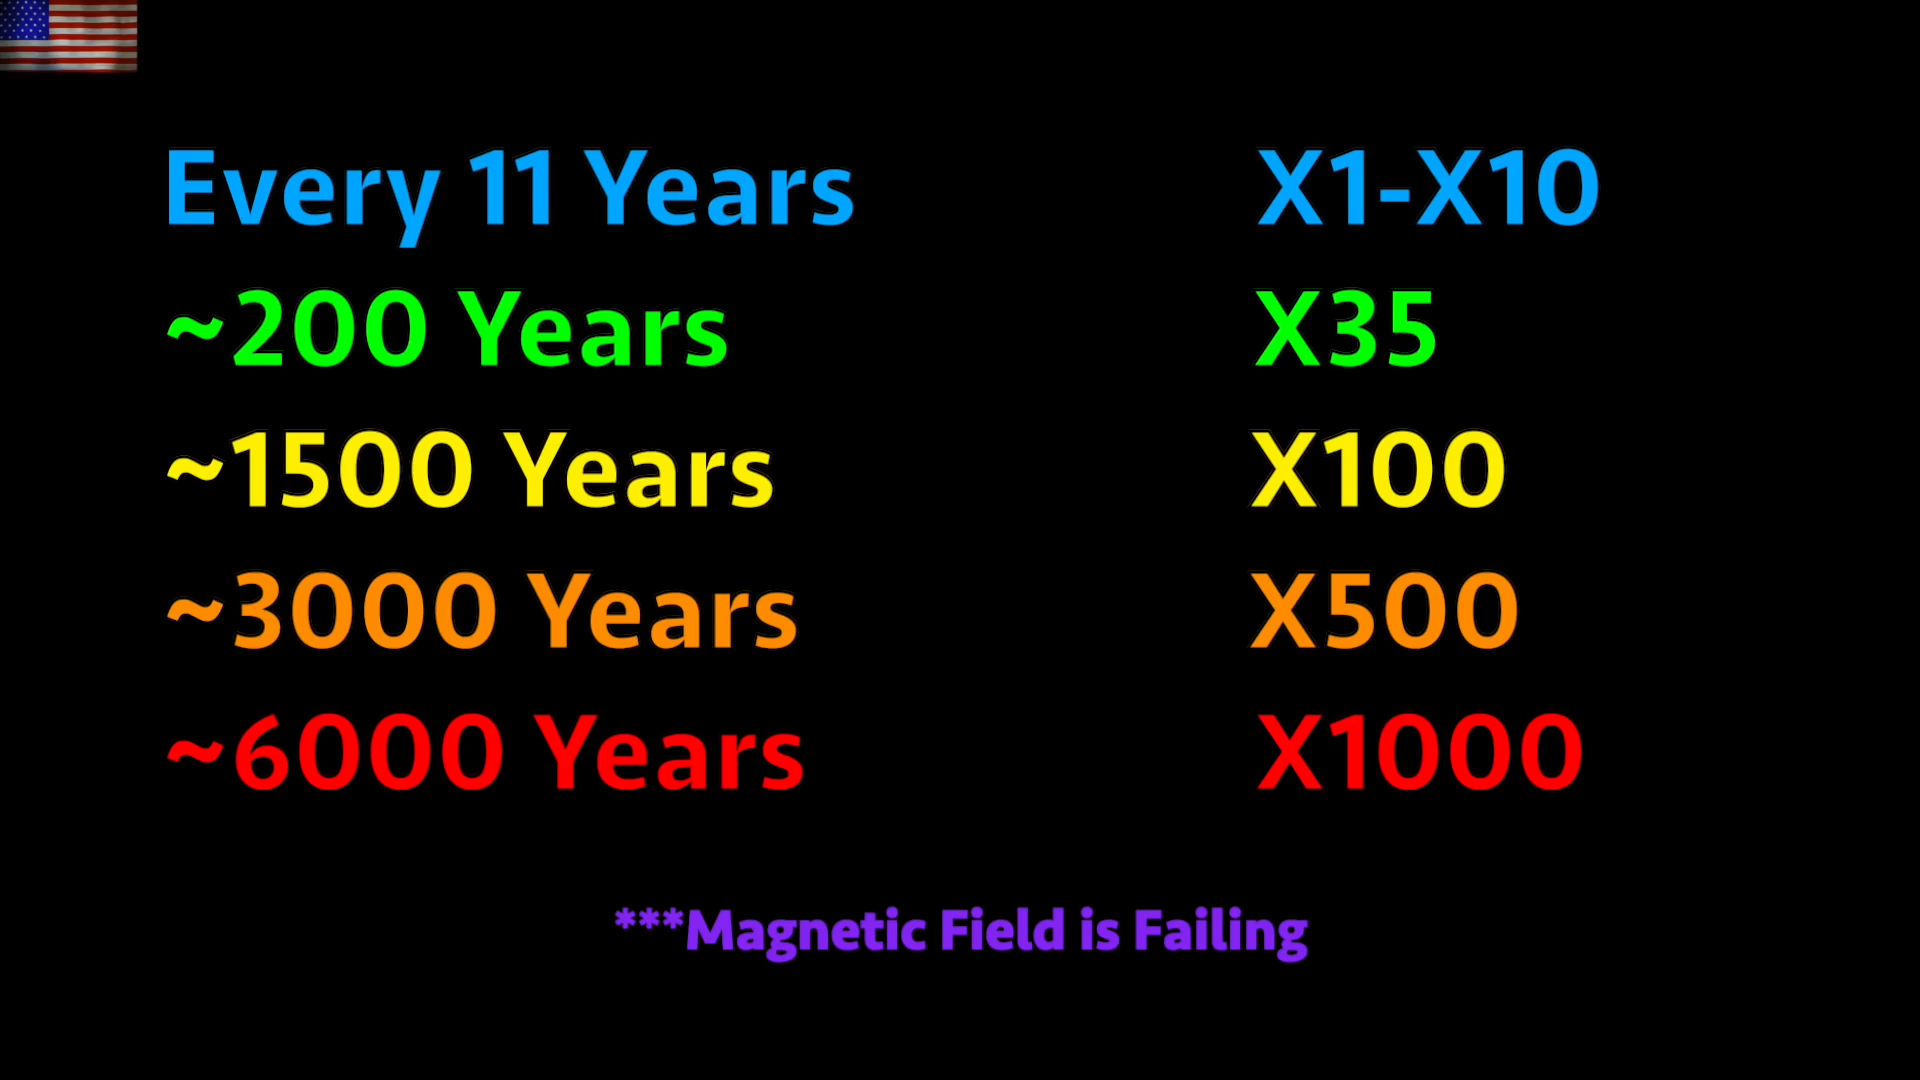 Every 11 Years X1-X10
~200 Years X35
~1500 Years X100
~3000 Years X500
~6000 Years X1000
***Magnetic Field is Failing